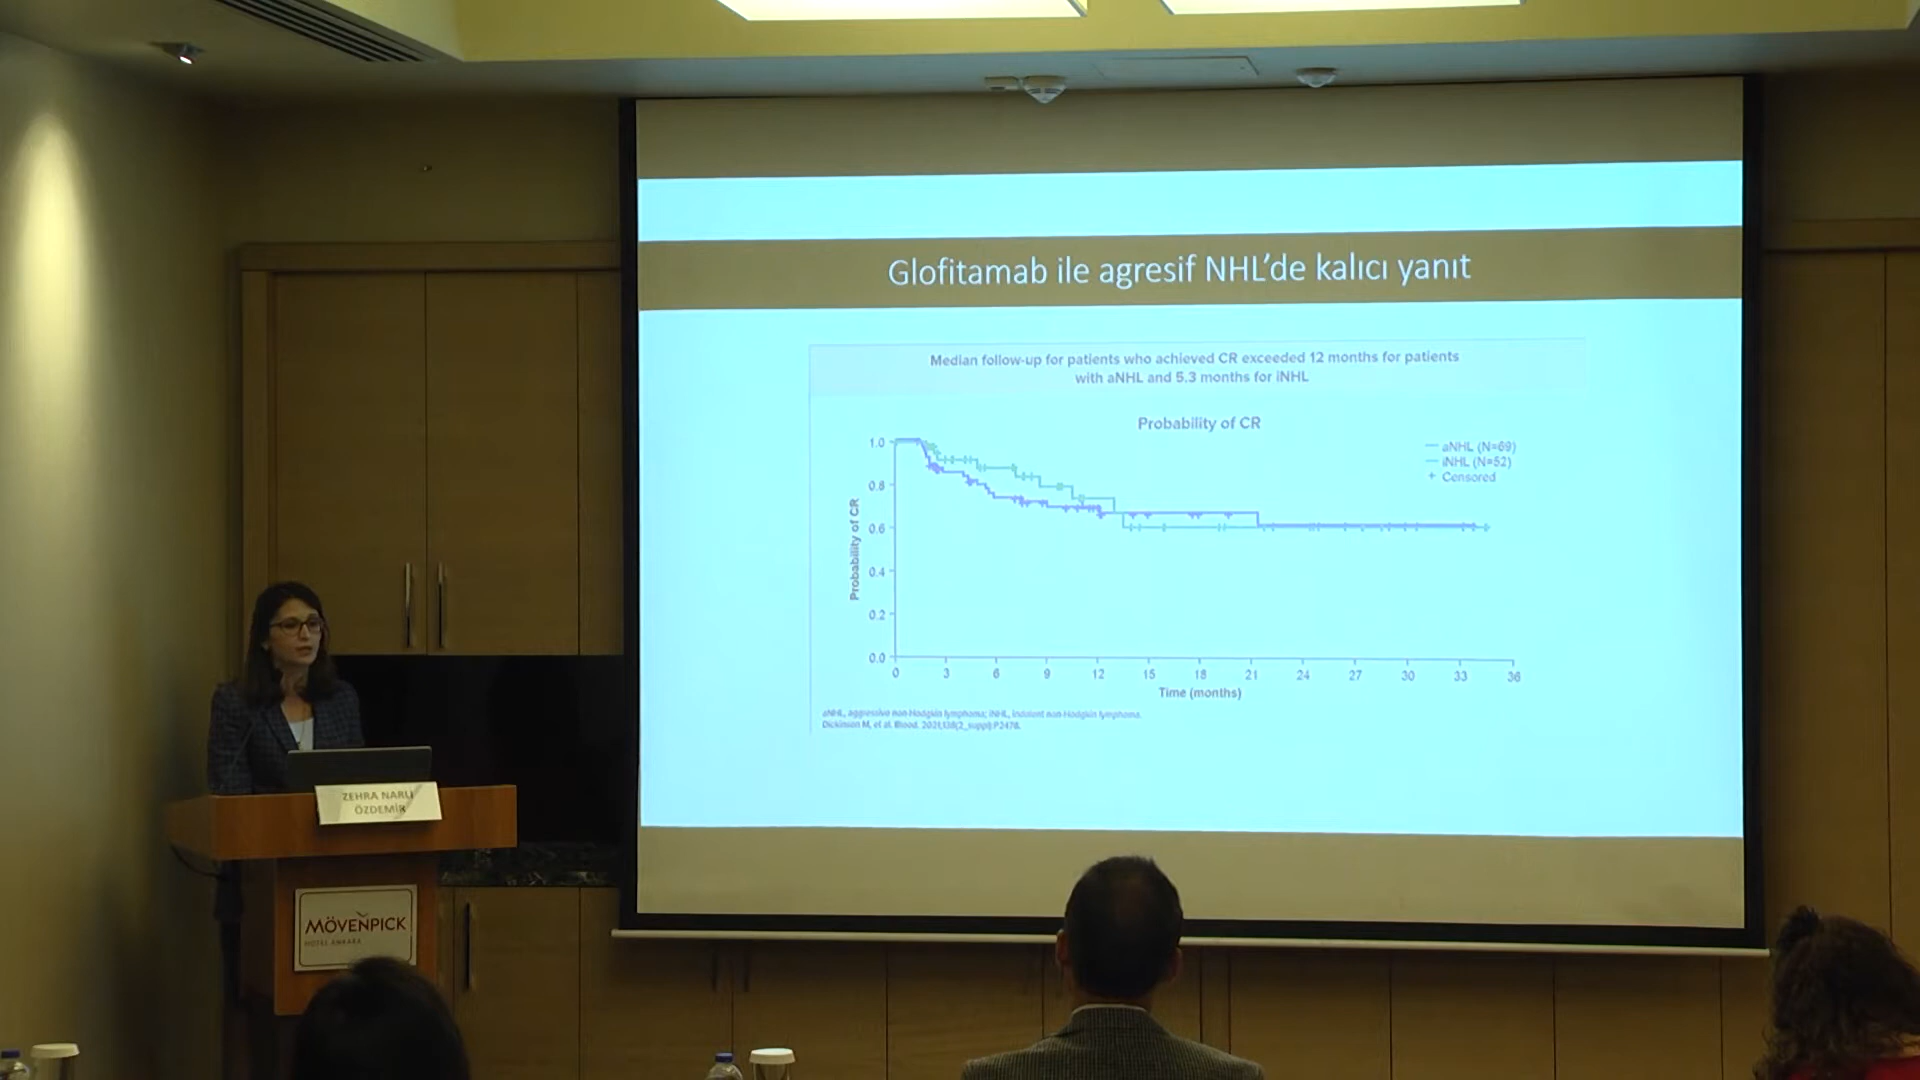 Glofitamab ile agresif NHL'de kalıcı yanıt
Median follow-up for patients who achieved CR exceeded 12 months for patients
with aNHL and 5.3 months for iNHL
Probability of CR
aNHL (N=69)
iNHL (N=52)
+ Censored
Probability of CR
1.0
0.8
0.6
0.4
0.2
0.0
0 3 6 9 12 15 18 21 24 27 30 33 36
Time (months)
aNHL, aggressive non-Hodgkin lymphoma; iNHL, indolent non-Hodgkin lymphoma.
Dickinson M, et al. Blood. 2021;138(2_suppl):P2478.
ZEHRA NARLI
ÖZDEMİR
MÖVENPICK
HOTEL ANKARA